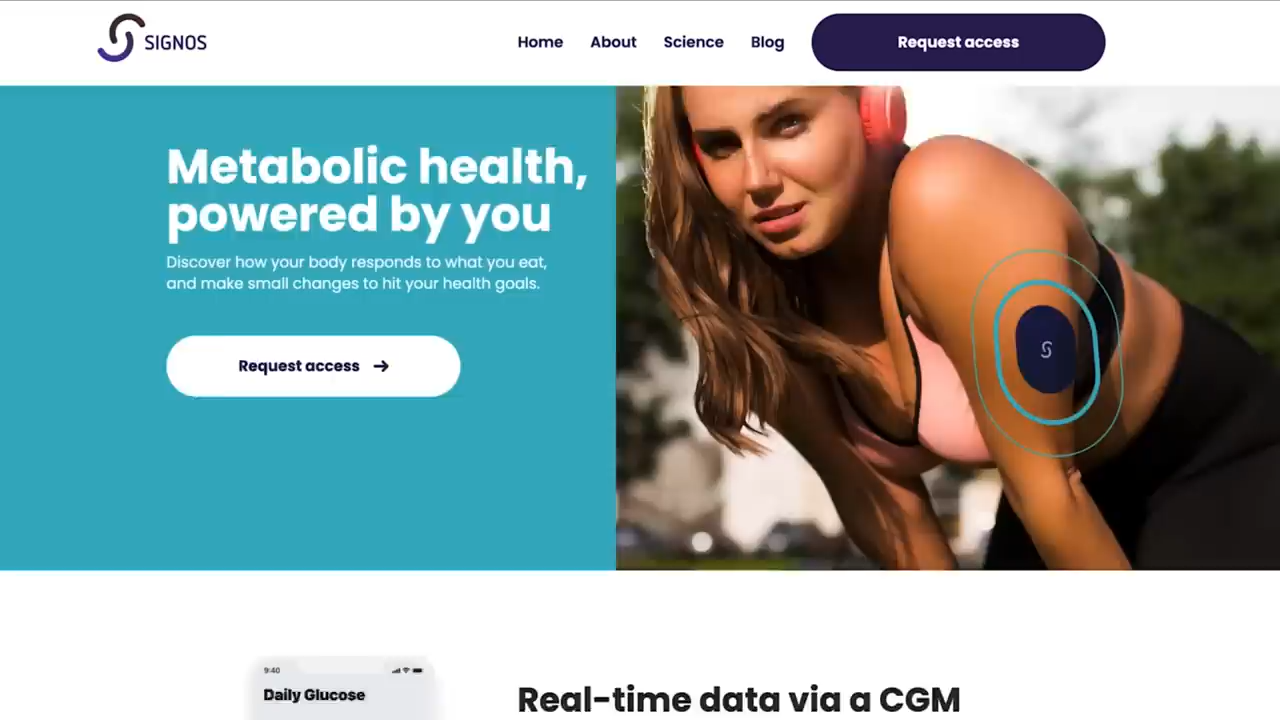 SIGNOS
Home About Science Blog Request access
Metabolic health,
powered by you
Discover how your body responds to what you eat,
and make small changes to hit your health goals.
Request access →
9:40
Daily Glucose
Real-time data via a CGM